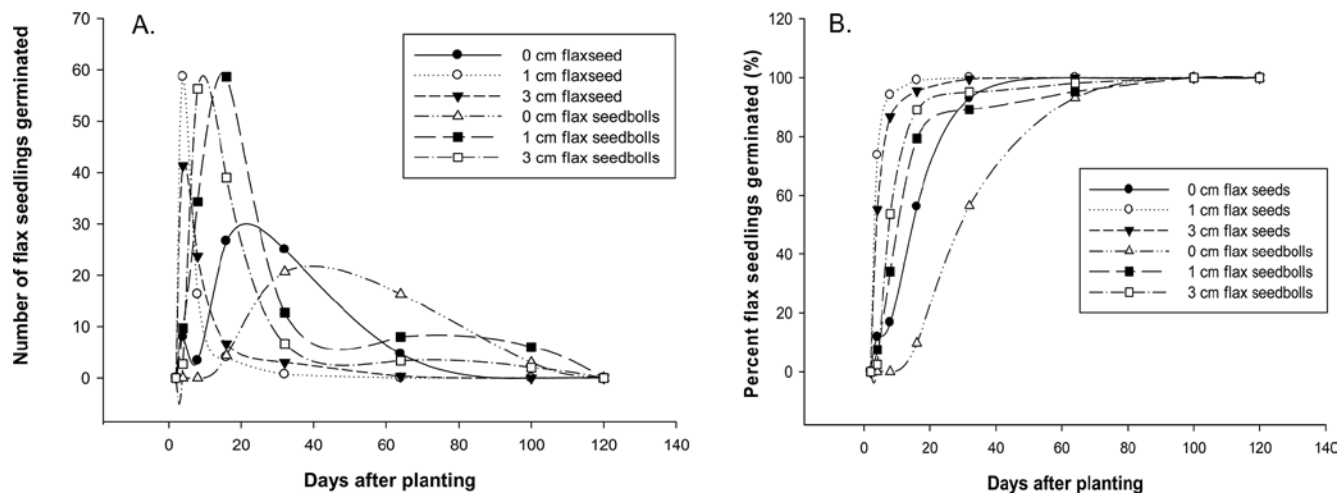 A.
Number of flax seedlings germinated
70
60
50
40
30
20
10
0
0 cm flaxseed
1 cm flaxseed
3 cm flaxseed
0 cm flax seedbolls
1 cm flax seedbolls
3 cm flax seedbolls
0 20 40 60 80 100 120 140
Days after planting
B.
Percent flax seedlings germinated (%)
120
100
80
60
40
20
0
0 cm flax seeds
1 cm flax seeds
3 cm flax seeds
0 cm flax seedbolls
1 cm flax seedbolls
3 cm flax seedbolls
0 20 40 60 80 100 120 140
Days after planting